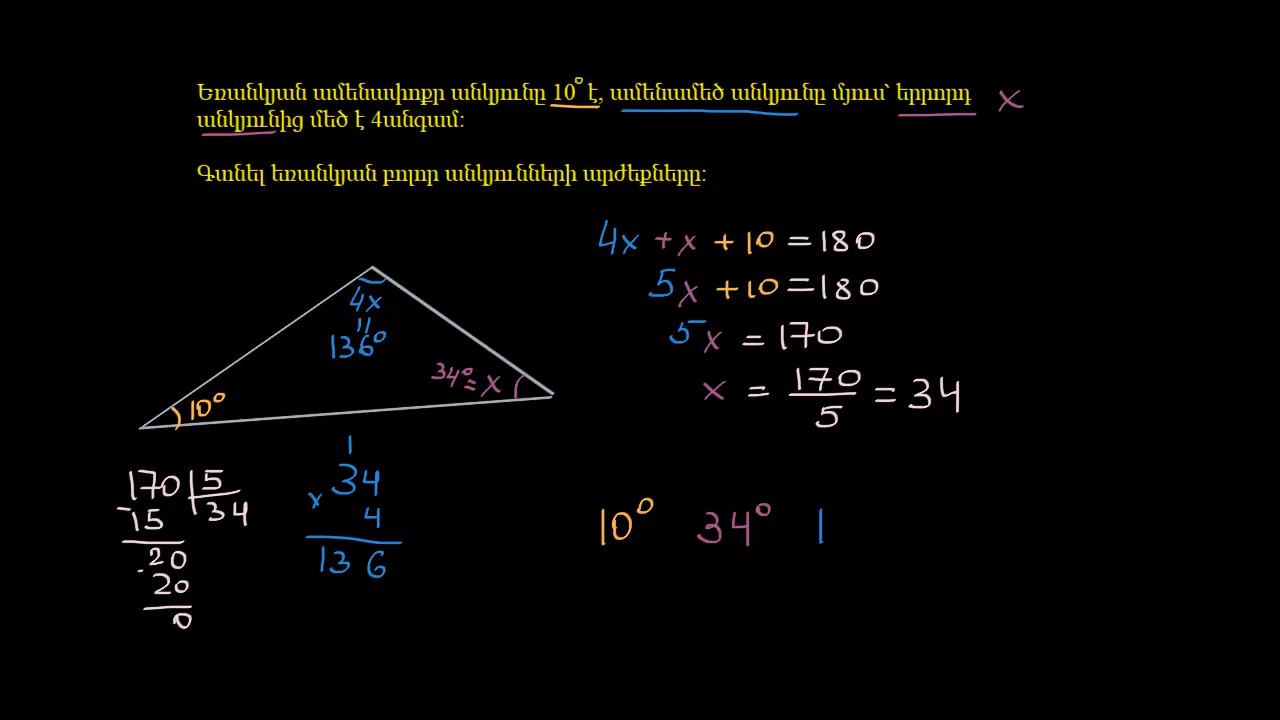 Եռանկյան ամենափոքր անկյունը 10° է, ամենամեծ անկյունը մյուս՝ երրորդ x
անկյունից մեծ է 4անգամ:
Գտնել եռանկյան բոլոր անկյունների արժեքները:
4x + x + 10 = 180
5x + 10 = 180
5x = 170
x = 170/5 = 34
4x
||
136°
34° = x
10°
170 | 5
-15 34
-20
20
0
1
34
x 4
136
10° 34° 1